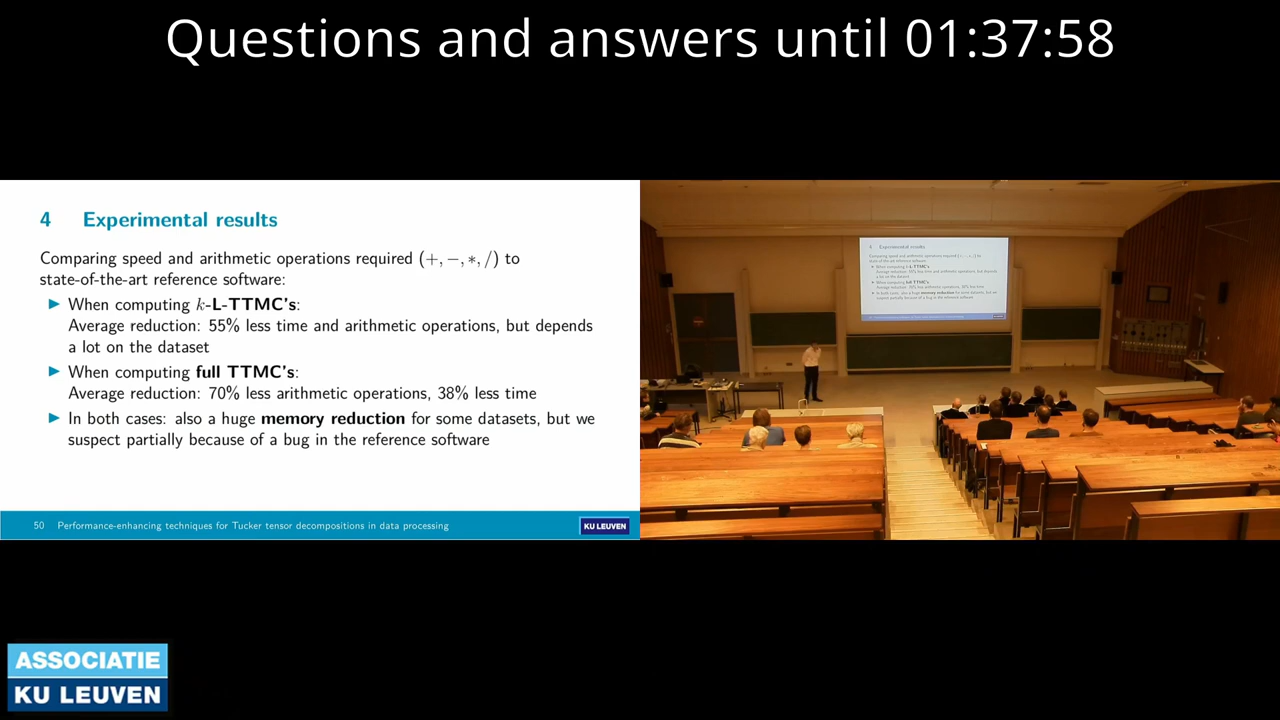 Questions and answers until 01:37:58
4 Experimental results
Comparing speed and arithmetic operations required (+, −, ∗, /) to
state-of-the-art reference software:
▶ When computing k-L-TTMC's:
Average reduction: 55% less time and arithmetic operations, but depends
a lot on the dataset
▶ When computing full TTMC's:
Average reduction: 70% less arithmetic operations, 38% less time
▶ In both cases: also a huge memory reduction for some datasets, but we
suspect partially because of a bug in the reference software
50 Performance-enhancing techniques for Tucker tensor decompositions in data processing
KU LEUVEN
4 Experimental results
ASSOCIATIE
KU LEUVEN